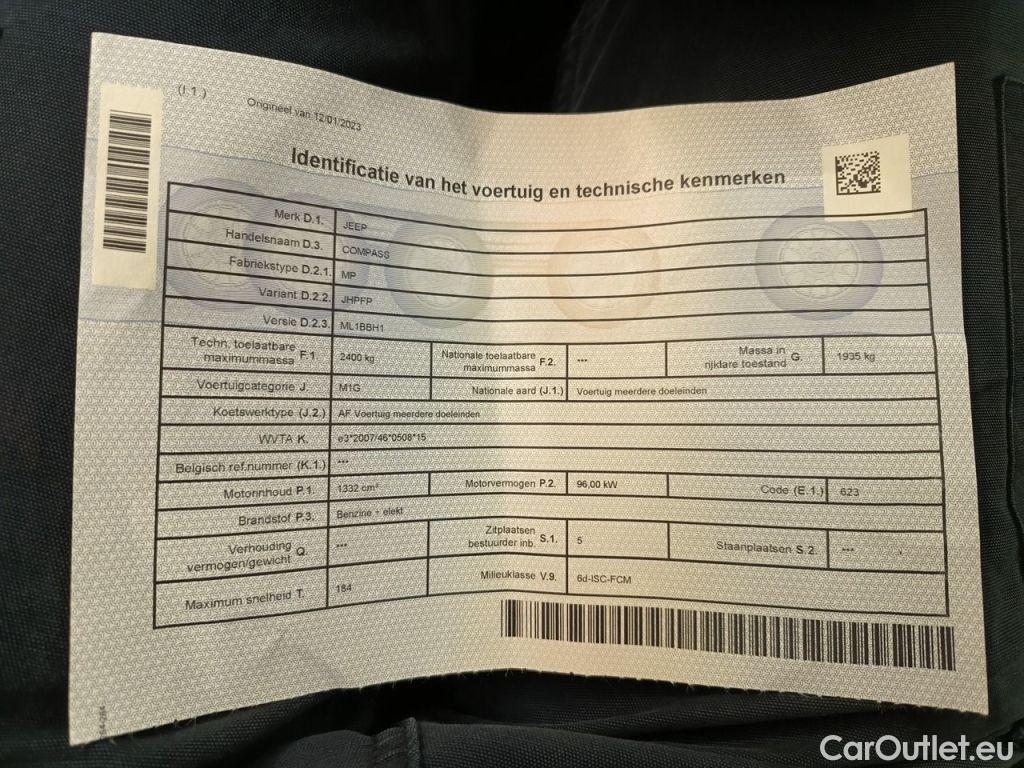 (I.1.)
Origineel van 12/01/2023
Identificatie van het voertuig en technische kenmerken
Merk D.1. JEEP
Handelsnaam D.3. COMPASS
Fabriekstype D.2.1. MP
Variant D.2.2. JHPFP
Versie D.2.3. ML1BBH1
Techn. toelaatbare maximummassa F.1. 2400 kg Nationale toelaatbare maximummassa F.2. --- Massa in rijklare toestand G. 1935 kg
Voertuigcategorie J. M1G Nationale aard (J.1.) Voertuig meerdere doeleinden
Koetswerktype (J.2.) AF Voertuig meerdere doeleinden
WVTA K. e3*2007/46*0508*15
Belgisch ref.nummer (K.1.) ---
Motorinhoud P.1. 1332 cm³ Motorvermogen P.2. 96,00 kW Code (E.1.) 623
Brandstof P.3. Benzine + elekt
Verhouding vermogen/gewicht Q. --- Zitplaatsen bestuurder inb. S.1. 5 Staanplaatsen S.2. ---
Maximum snelheid T. 184 Milieuklasse V.9. 6d-ISC-FCM
CarOutlet.eu